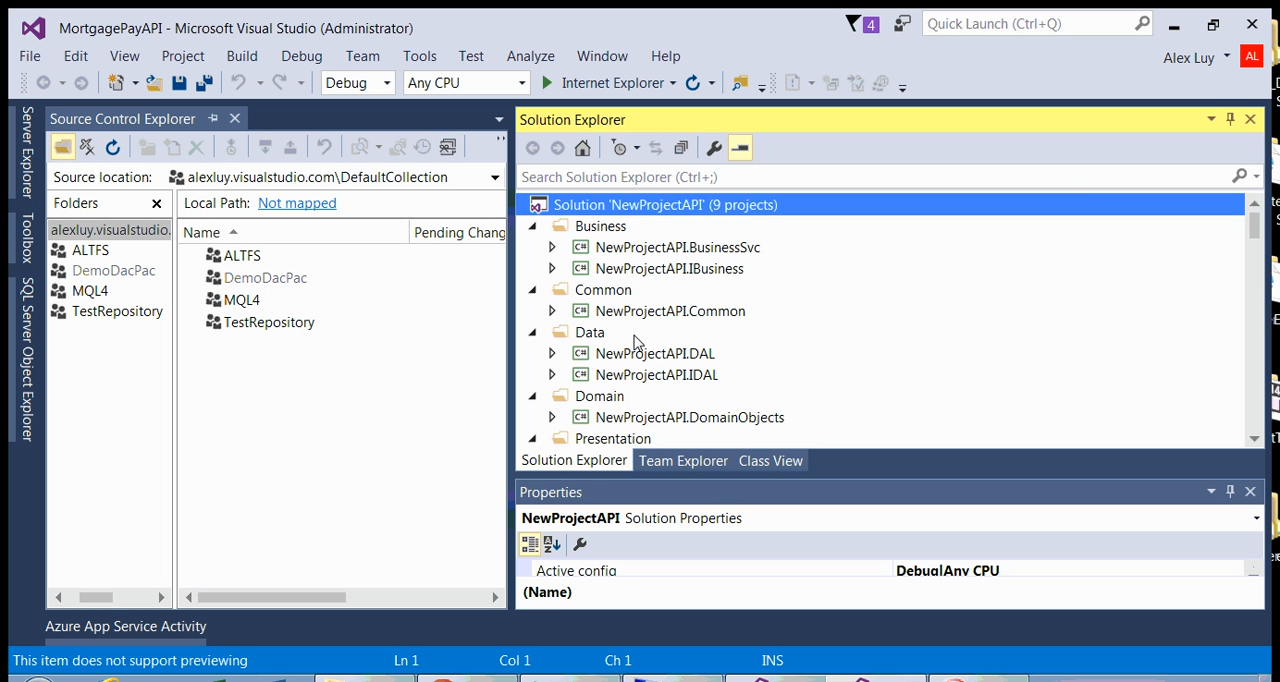 MortgagePayAPI - Microsoft Visual Studio (Administrator)
4
Quick Launch (Ctrl+Q)
File Edit View Project Build Debug Team Tools Test Analyze Window Help
Alex Luy
AL
Debug
Any CPU
Internet Explorer
Server Explorer
Toolbox
SQL Server Object Explorer
Source Control Explorer
Source location: alexluy.visualstudio.com\DefaultCollection
Folders
Local Path: Not mapped
alexluy.visualstudio.
ALTFS
DemoDacPac
MQL4
TestRepository
Name
Pending Chang
ALTFS
DemoDacPac
MQL4
TestRepository
Solution Explorer
Search Solution Explorer (Ctrl+;)
Solution 'NewProjectAPI' (9 projects)
Business
C# NewProjectAPI.BusinessSvc
C# NewProjectAPI.IBusiness
Common
C# NewProjectAPI.Common
Data
C# NewProjectAPI.DAL
C# NewProjectAPI.IDAL
Domain
C# NewProjectAPI.DomainObjects
Presentation
Solution Explorer Team Explorer Class View
Properties
NewProjectAPI Solution Properties
Active config
Debug|Any CPU
(Name)
Azure App Service Activity
This item does not support previewing
Ln 1 Col 1 Ch 1 INS